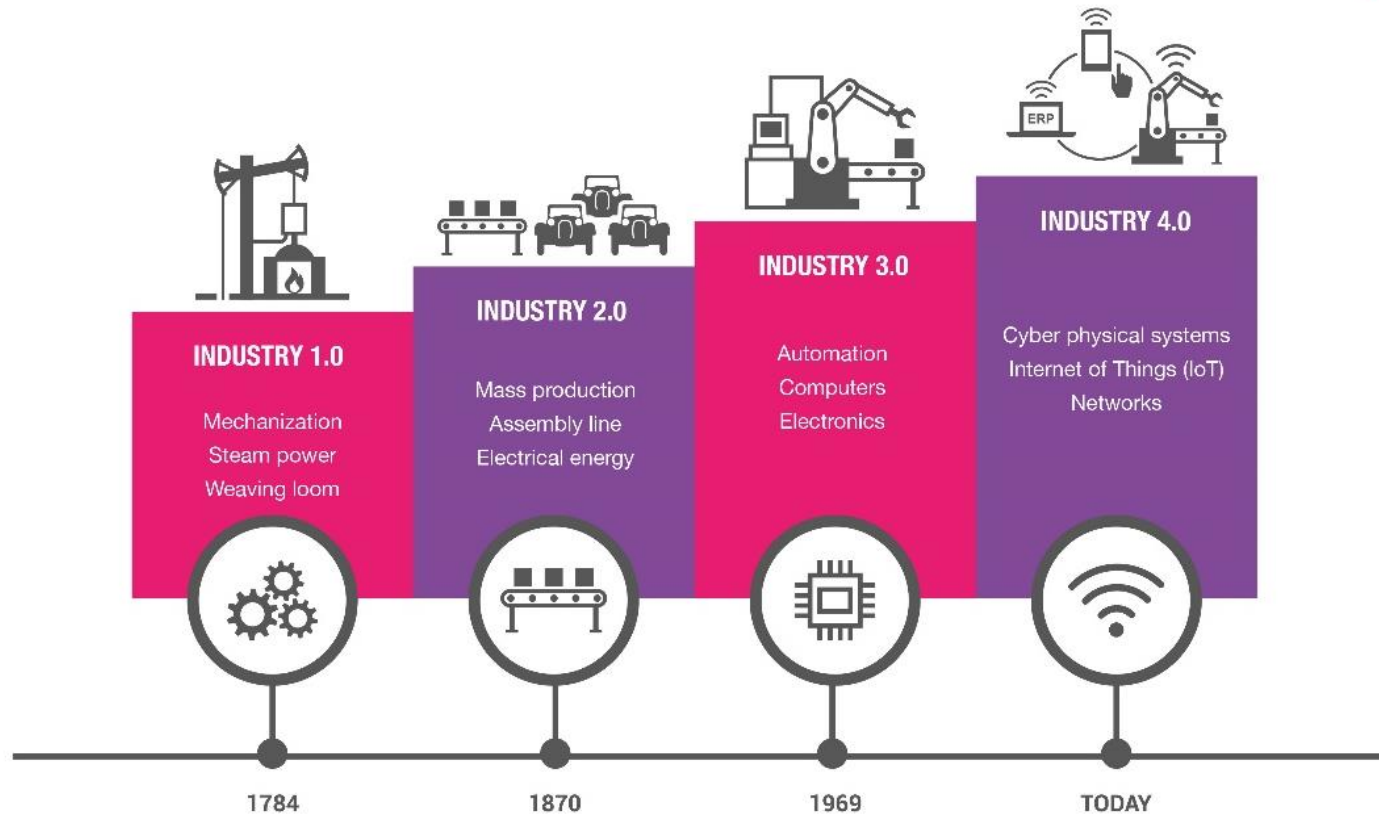 ERP
INDUSTRY 1.0
Mechanization
Steam power
Weaving loom
INDUSTRY 2.0
Mass production
Assembly line
Electrical energy
INDUSTRY 3.0
Automation
Computers
Electronics
INDUSTRY 4.0
Cyber physical systems
Internet of Things (IoT)
Networks
1784
1870
1969
TODAY